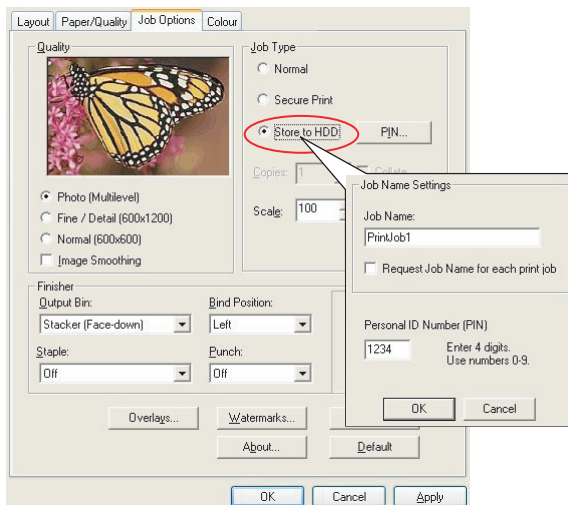 Layout Paper/Quality Job Options Colour
Quality
Photo (Multilevel)
Fine / Detail (600x1200)
Normal (600x600)
Image Smoothing
Job Type
Normal
Secure Print
Store to HDD PIN...
Copies: 1 Collate
Scale: 100
Job Name Settings
Job Name:
PrintJob1
Request Job Name for each print job
Personal ID Number (PIN)
1234 Enter 4 digits.
Use numbers 0-9.
OK Cancel
Finisher
Output Bin: Bind Position:
Stacker (Face-down) Left
Staple: Punch:
Off Off
Overlays... Watermarks...
About... Default
OK Cancel Apply